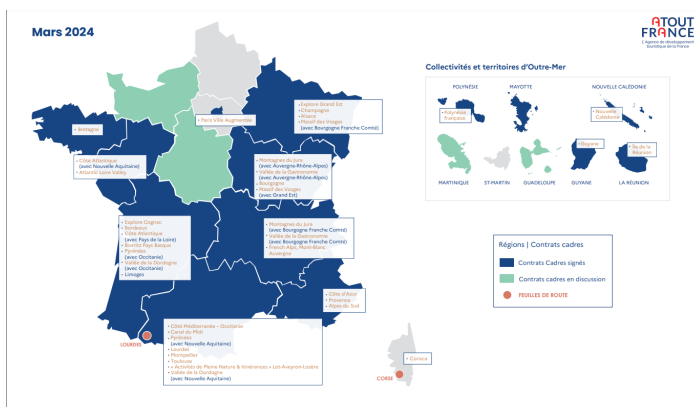 Mars 2024
ATOUT
FRANCE
L'Agence de développement
touristique de la France
Collectivités et territoires d'Outre-Mer
POLYNÉSIE
MAYOTTE
NOUVELLE CALÉDONIE
• Polynésie
française
• Nouvelle
Calédonie
• Guyane
• Île de la
Réunion
MARTINIQUE
ST-MARTIN
GUADELOUPE
GUYANE
LA RÉUNION
• Explore Grand Est
• Champagne
• Alsace
• Massif des Vosges
(avec Bourgogne Franche Comté)
• Paris Ville Augmentée
• Bretagne
• Côte Atlantique
(avec Nouvelle Aquitaine)
• Atlantic Loire Valley
• Montagnes du Jura
(avec Auvergne-Rhône-Alpes)
• Vallée de la Gastronomie
(avec Auvergne-Rhône-Alpes)
• Bourgogne
• Massif des Vosges
(avec Grand Est)
• Explore Cognac
• Bordeaux
• Côte Atlantique
(avec Pays de la Loire)
• Biarritz Pays Basque
• Pyrénées
(avec Occitanie)
• Vallée de la Dordogne
(avec Occitanie)
• Limoges
• Montagnes du Jura
(avec Bourgogne Franche Comté)
• Vallée de la Gastronomie
(avec Bourgogne Franche Comté)
• French Alps, Mont-Blanc
Auvergne
• Côte d'Azur
• Provence
• Alpes du Sud
LOURDES
• Côté Méditerranée – Occitanie
• Canal du Midi
• Pyrénées
(avec Nouvelle Aquitaine)
• Lourdes
• Montpellier
• Toulouse
• « Activités de Pleine Nature & Itinérances » Lot-Aveyron-Lozère
• Vallée de la Dordogne
(avec Nouvelle Aquitaine)
• Corsica
CORSE
Régions | Contrats cadres
Contrats Cadres signés
Contrats cadres en discussion
FEUILLES DE ROUTE